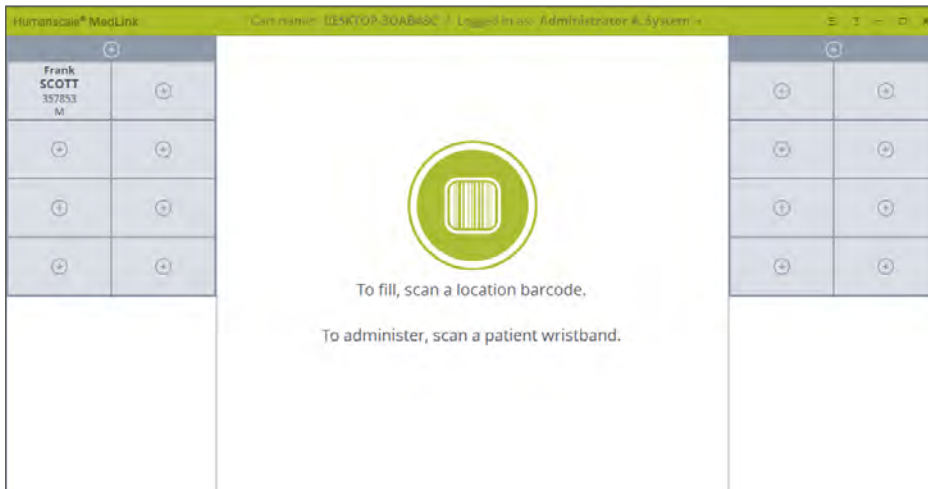 Humanscale® MedLink
Cart name: DESKTOP-3OAB48C / Logged in as: Administrator A. System
Frank
SCOTT
357853
M
To fill, scan a location barcode.
To administer, scan a patient wristband.